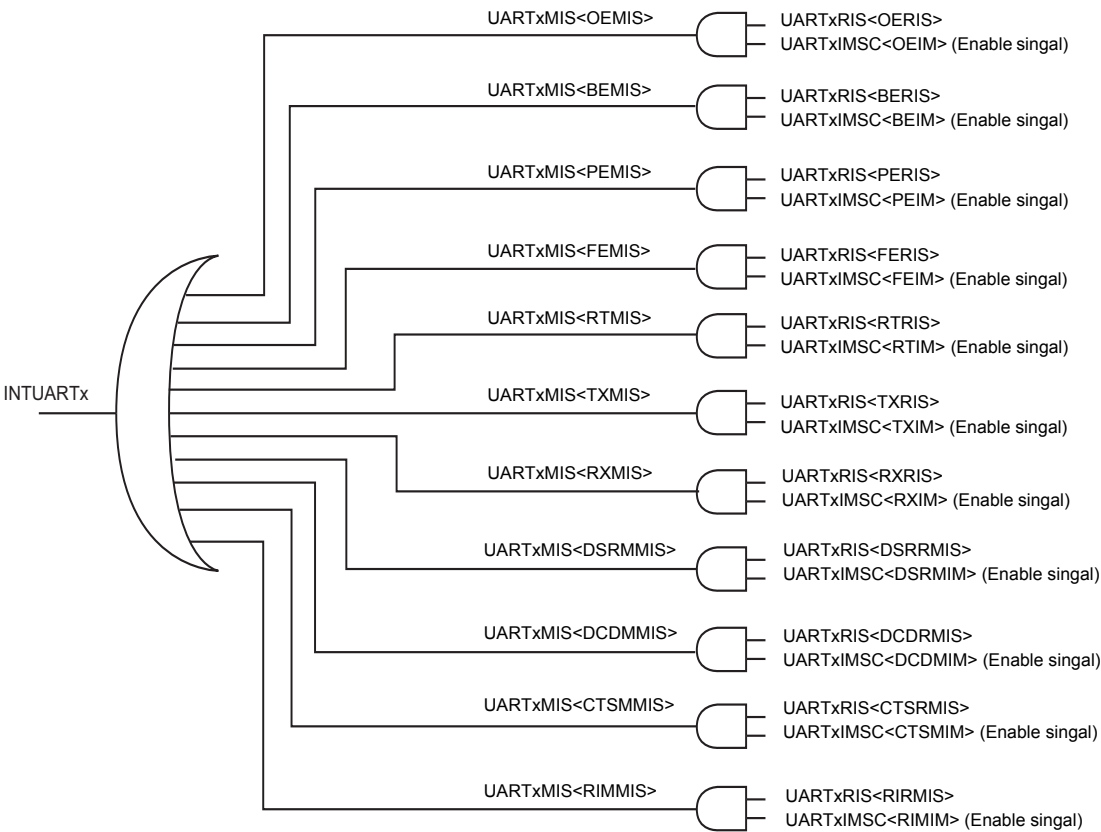 UARTxMIS<OEMIS>
UARTxRIS<OERIS>
UARTxIMSC<OEIM> (Enable singal)
UARTxMIS<BEMIS>
UARTxRIS<BERIS>
UARTxIMSC<BEIM> (Enable singal)
UARTxMIS<PEMIS>
UARTxRIS<PERIS>
UARTxIMSC<PEIM> (Enable singal)
UARTxMIS<FEMIS>
UARTxRIS<FERIS>
UARTxIMSC<FEIM> (Enable singal)
UARTxMIS<RTMIS>
UARTxRIS<RTRIS>
UARTxIMSC<RTIM> (Enable singal)
INTUARTx
UARTxMIS<TXMIS>
UARTxRIS<TXRIS>
UARTxIMSC<TXIM> (Enable singal)
UARTxMIS<RXMIS>
UARTxRIS<RXRIS>
UARTxIMSC<RXIM> (Enable singal)
UARTxMIS<DSRMMIS>
UARTxRIS<DSRRMIS>
UARTxIMSC<DSRMIM> (Enable singal)
UARTxMIS<DCDMMIS>
UARTxRIS<DCDRMIS>
UARTxIMSC<DCDMIM> (Enable singal)
UARTxMIS<CTSMMIS>
UARTxRIS<CTSRMIS>
UARTxIMSC<CTSMIM> (Enable singal)
UARTxMIS<RIMMIS>
UARTxRIS<RIRMIS>
UARTxIMSC<RIMIM> (Enable singal)